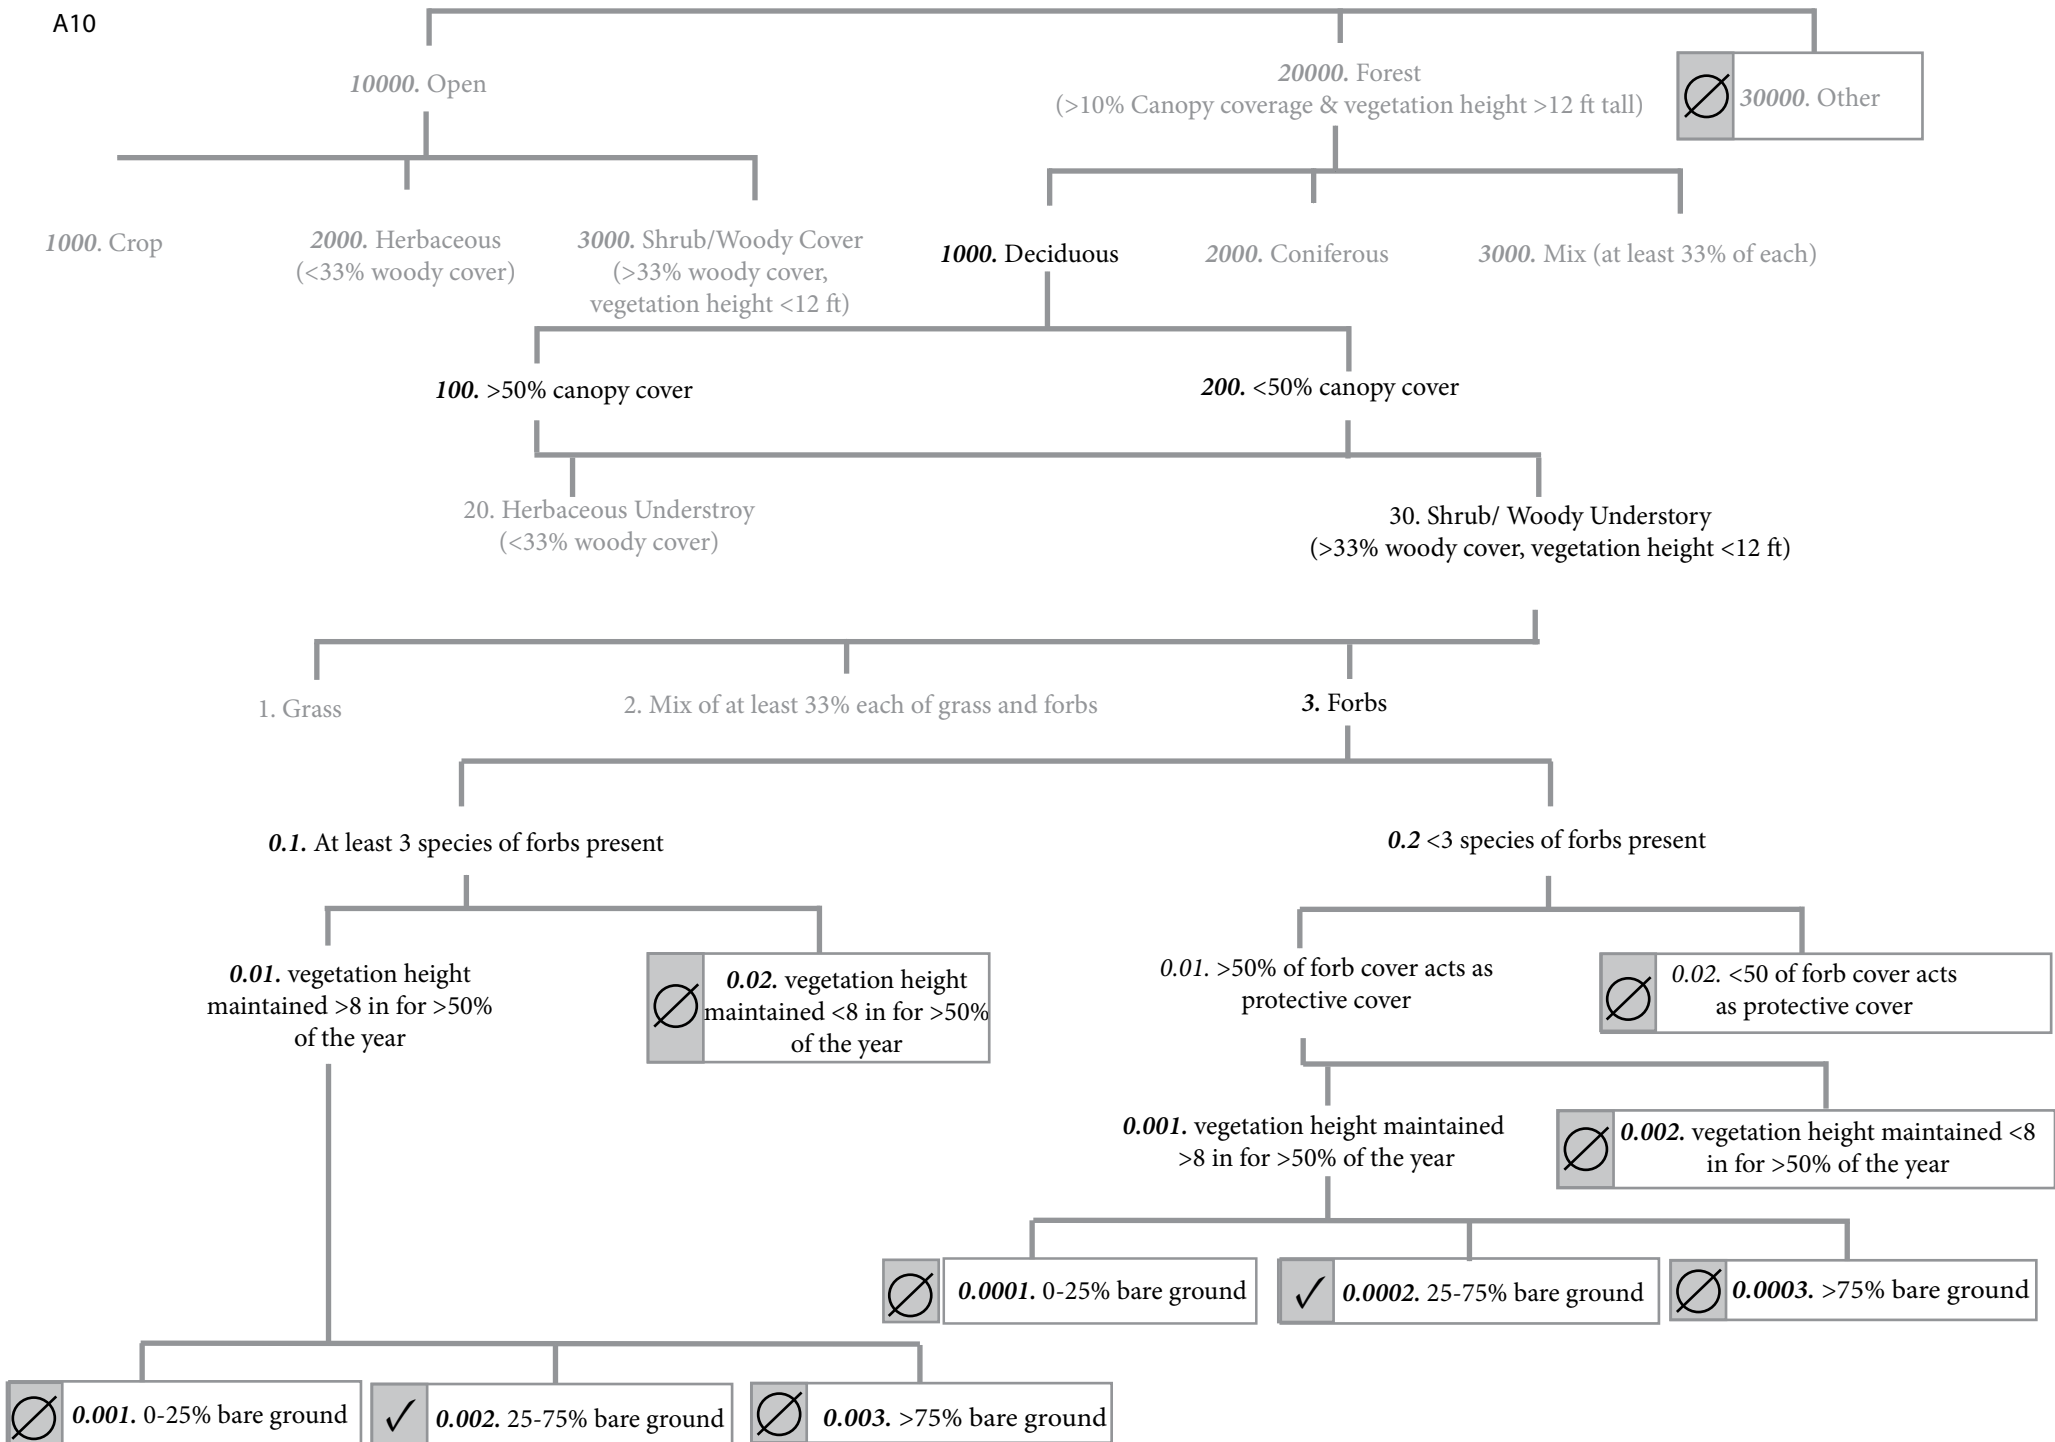 A10
10000. Open
20000. Forest
(>10% Canopy coverage & vegetation height >12 ft tall)
30000. Other
1000. Crop
2000. Herbaceous
(<33% woody cover)
3000. Shrub/Woody Cover
(>33% woody cover,
vegetation height <12 ft)
1000. Deciduous
2000. Coniferous
3000. Mix (at least 33% of each)
100. >50% canopy cover
200. <50% canopy cover
20. Herbaceous Understroy
(<33% woody cover)
30. Shrub/ Woody Understory
(>33% woody cover, vegetation height <12 ft)
1. Grass
2. Mix of at least 33% each of grass and forbs
3. Forbs
0.1. At least 3 species of forbs present
0.2 <3 species of forbs present
0.01. vegetation height
maintained >8 in for >50%
of the year
0.02. vegetation height
maintained <8 in for >50%
of the year
0.01. >50% of forb cover acts as
protective cover
0.02. <50 of forb cover acts
as protective cover
0.001. vegetation height maintained
>8 in for >50% of the year
0.002. vegetation height maintained <8
in for >50% of the year
0.0001. 0-25% bare ground
0.0002. 25-75% bare ground
0.0003. >75% bare ground
0.001. 0-25% bare ground
0.002. 25-75% bare ground
0.003. >75% bare ground